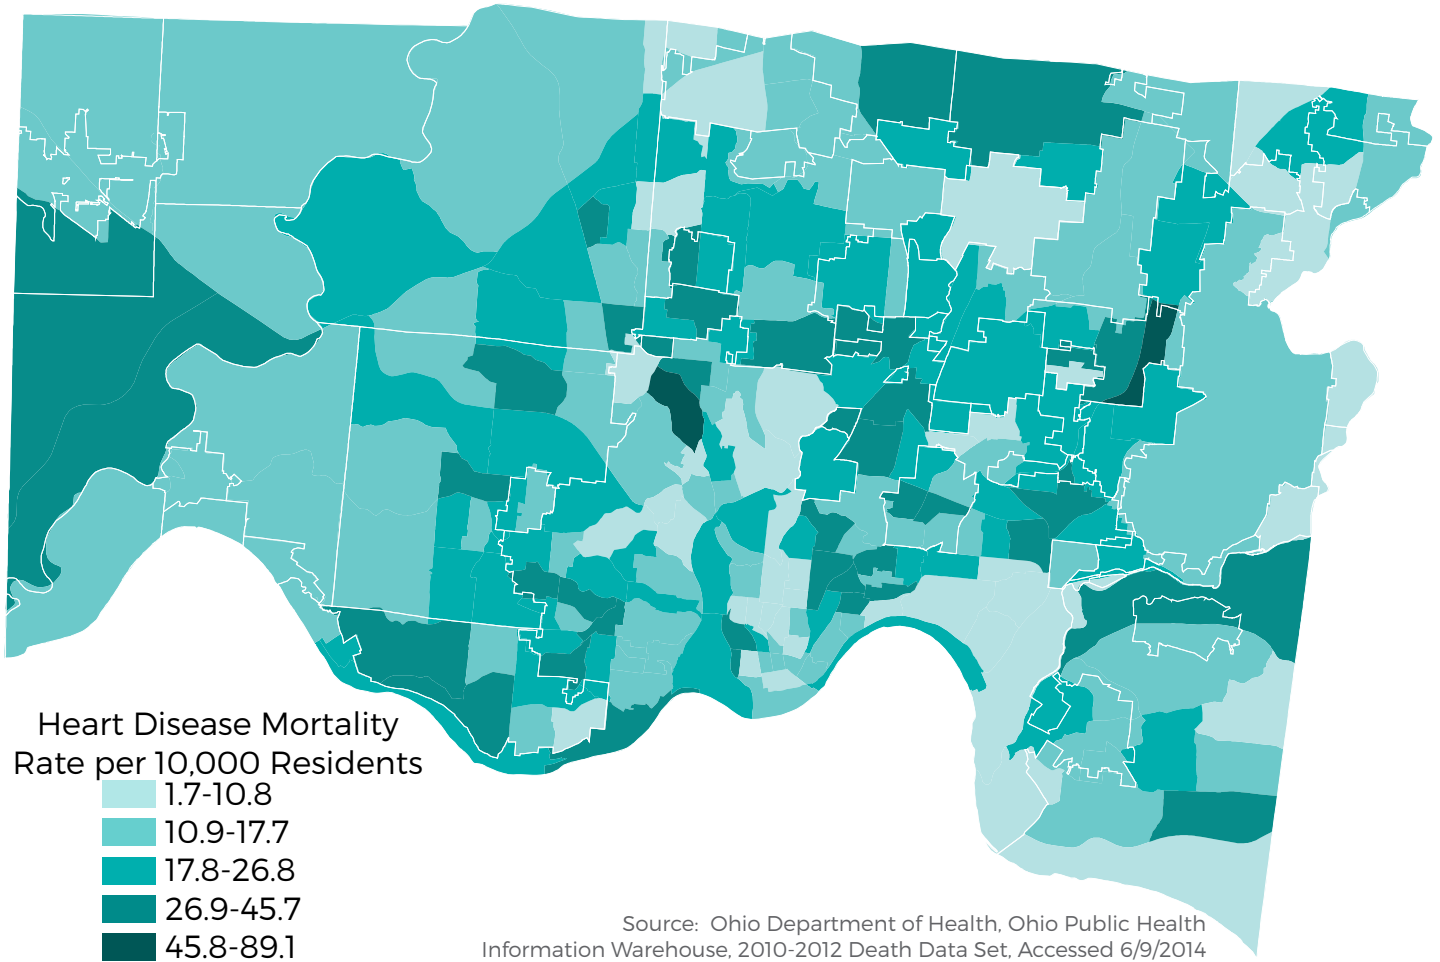 Heart Disease Mortality
Rate per 10,000 Residents
1.7-10.8
10.9-17.7
17.8-26.8
26.9-45.7
45.8-89.1
Source:  Ohio Department of Health, Ohio Public Health
Information Warehouse, 2010-2012 Death Data Set, Accessed 6/9/2014